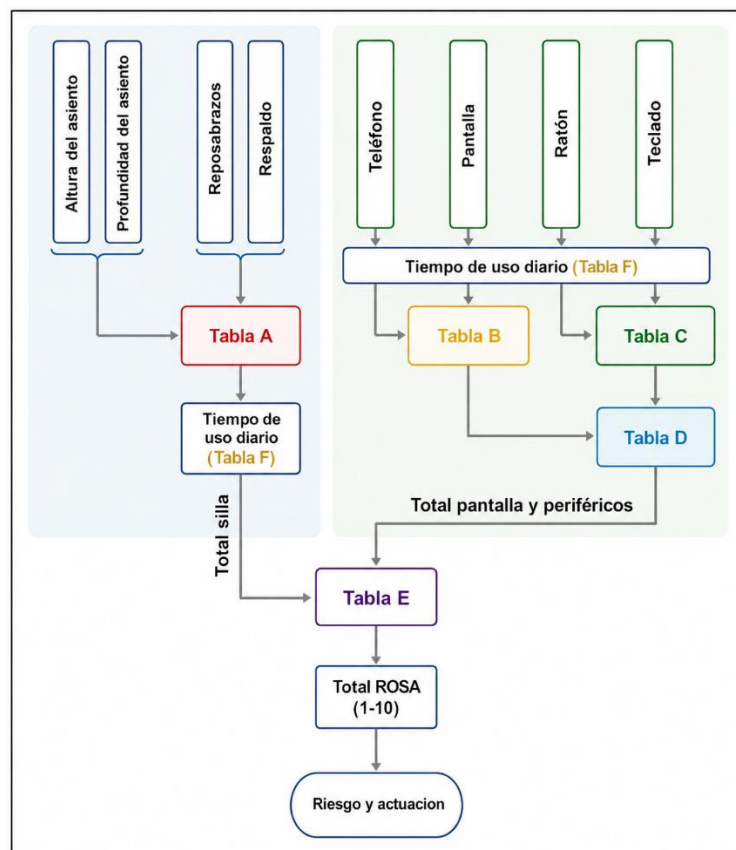 Altura del asiento
Profundidad del asiento
Reposabrazos
Respaldo
Teléfono
Pantalla
Ratón
Teclado
Tiempo de uso diario (Tabla F)
Tabla A
Tabla B
Tabla C
Tiempo de
uso diario
(Tabla F)
Tabla D
Total silla
Total pantalla y periféricos
Tabla E
Total ROSA
(1-10)
Riesgo y actuacion